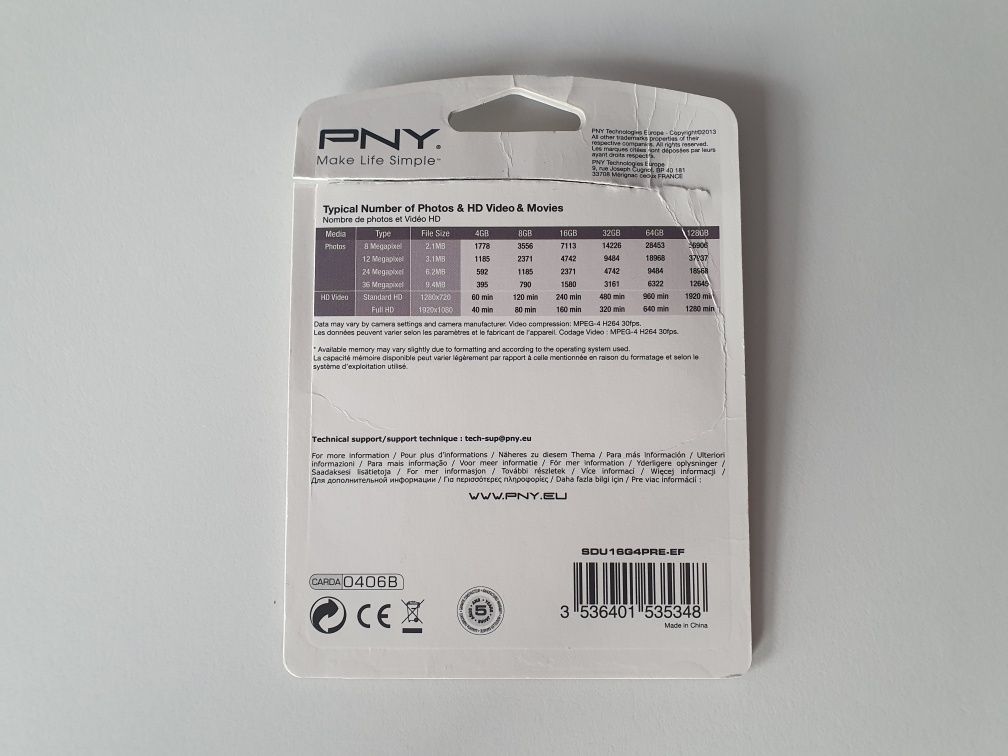 PNY®
Make Life Simple™
PNY Technologies Europe - Copyright©2013
All other trademarks properties of their
respective companies. All rights reserved.
Les marques citées sont déposées par leurs
ayant droits respectifs.
PNY Technologies Europe
9, rue Joseph Cugnot, BP 40 181
33708 Mérignac cedex FRANCE
Typical Number of Photos & HD Video & Movies
Nombre de photos et Vidéo HD
Media Type File Size 4GB 8GB 16GB 32GB 64GB 128GB
Photos 8 Megapixel 2.1MB 1778 3556 7113 14226 28453 56906
12 Megapixel 3.1MB 1185 2371 4742 9484 18968 37937
24 Megapixel 6.2MB 592 1185 2371 4742 9484 18968
36 Megapixel 9.4MB 395 790 1580 3161 6322 12645
HD Video Standard HD 1280x720 60 min 120 min 240 min 480 min 960 min 1920 min
Full HD 1920x1080 40 min 80 min 160 min 320 min 640 min 1280 min
Data may vary by camera settings and camera manufacturer. Video compression: MPEG-4 H264 30fps.
Les données peuvent varier selon les paramètres et le fabricant de l'appareil. Codage Video : MPEG-4 H264 30fps.
* Available memory may vary slightly due to formatting and according to the operating system used.
La capacité mémoire disponible peut varier légèrement par rapport à celle mentionnée en raison du formatage et selon le
système d'exploitation utilisé.
Technical support/support technique : tech-sup@pny.eu
For more information / Pour plus d'informations / Näheres zu diesem Thema / Para más Información / Ulteriori
informazioni / Para mais informação / Voor meer informatie / För mer information / Yderligere oplysninger /
Saadaksesi lisätietoja / For mer informasjon / További részletek / Více informací / Więcej informacji /
Для дополнительной информации / Για περισσότερες πληροφορίες / Daha fazla bilgi için / Pre viac informácií :
WWW.PNY.EU
SDU16G4PRE-EF
CARDA 0406B
CE
5
3 536401 535348
Made in China